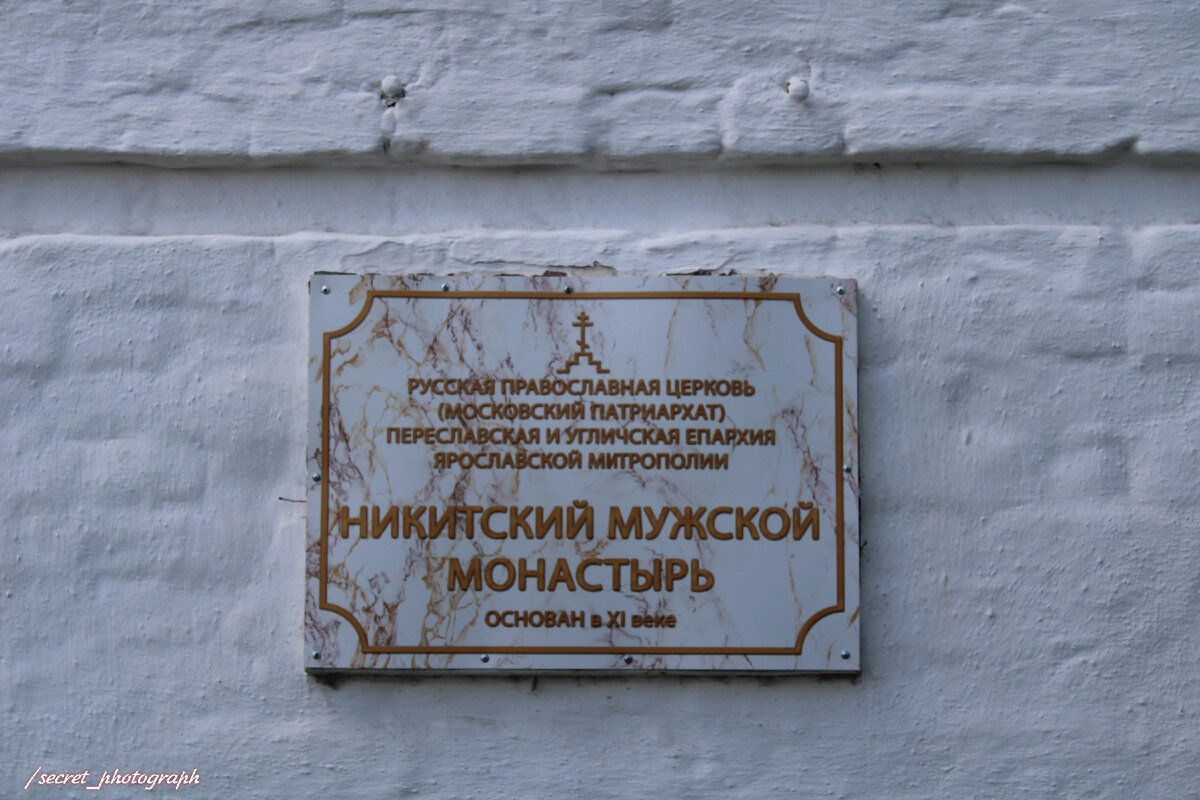 РУССКАЯ ПРАВОСЛАВНАЯ ЦЕРКОВЬ
(МОСКОВСКИЙ ПАТРИАРХАТ)
ПЕРЕСЛАВСКАЯ И УГЛИЧСКАЯ ЕПАРХИЯ
ЯРОСЛАВСКОЙ МИТРОПОЛИИ
НИКИТСКИЙ МУЖСКОЙ
МОНАСТЫРЬ
ОСНОВАН в XI веке
/secret_photograph